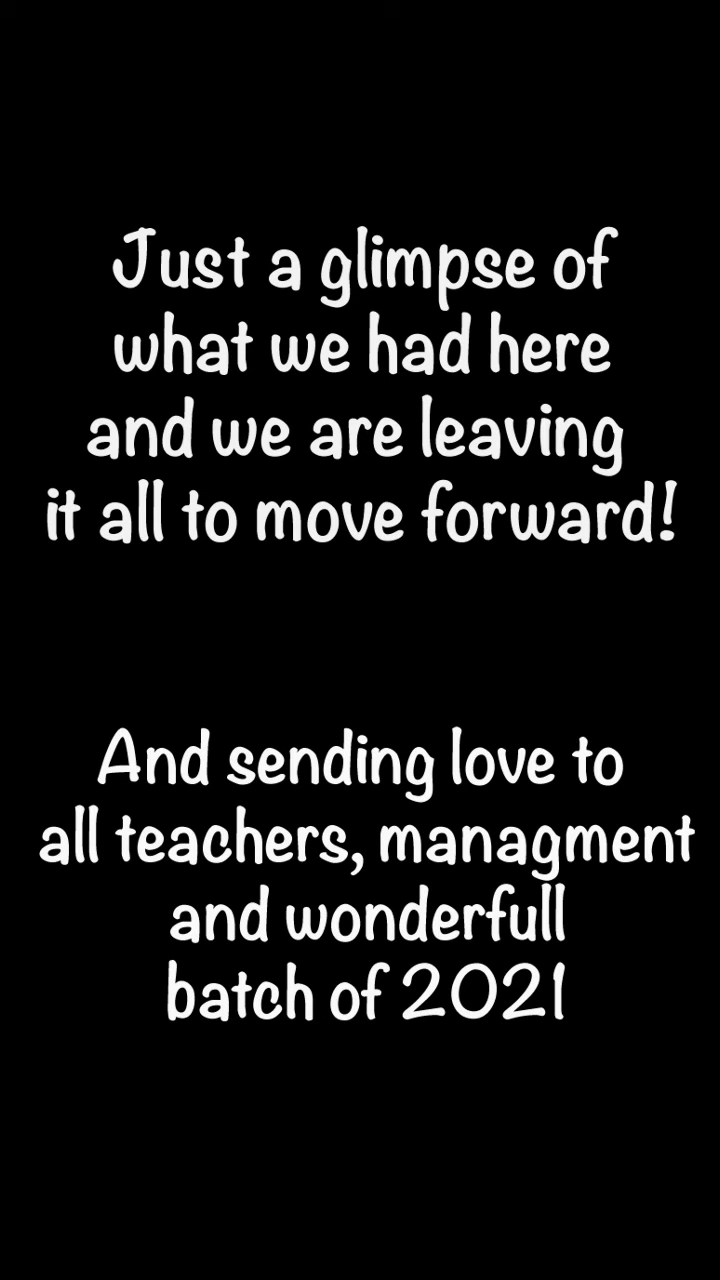 Just a glimpse of
what we had here
and we are leaving
it all to move forward!
And sending love to
all teachers, managment
and wonderfull
batch of 2021